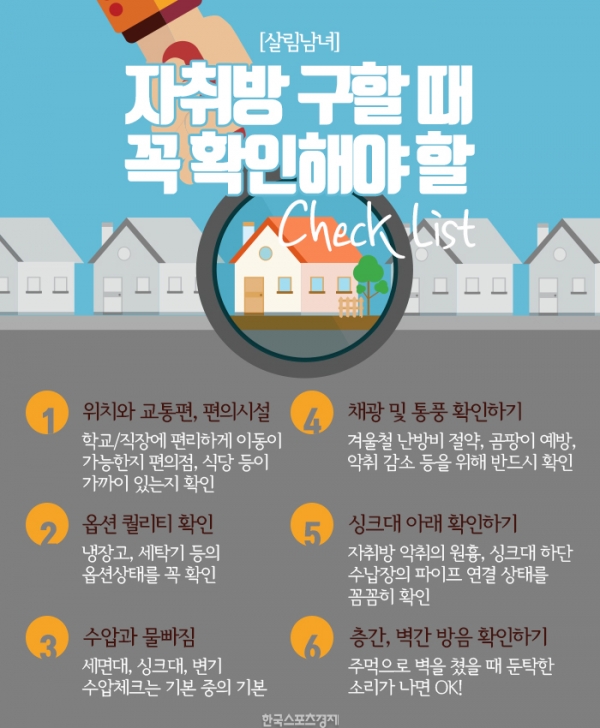 [살림남녀]
자취방 구할 때
꼭 확인해야 할
Check List
1
위치와 교통편, 편의시설
학교/직장에 편리하게 이동이
가능한지 편의점, 식당 등이
가까이 있는지 확인
2
옵션 퀄리티 확인
냉장고, 세탁기 등의
옵션상태를 꼭 확인
3
수압과 물빠짐
세면대, 싱크대, 변기
수압체크는 기본 중의 기본
4
채광 및 통풍 확인하기
겨울철 난방비 절약, 곰팡이 예방,
악취 감소 등을 위해 반드시 확인
5
싱크대 아래 확인하기
자취방 악취의 원흉, 싱크대 하단
수납장의 파이프 연결 상태를
꼼꼼히 확인
6
층간, 벽간 방음 확인하기
주먹으로 벽을 쳤을 때 둔탁한
소리가 나면 OK!
한국스포츠경제